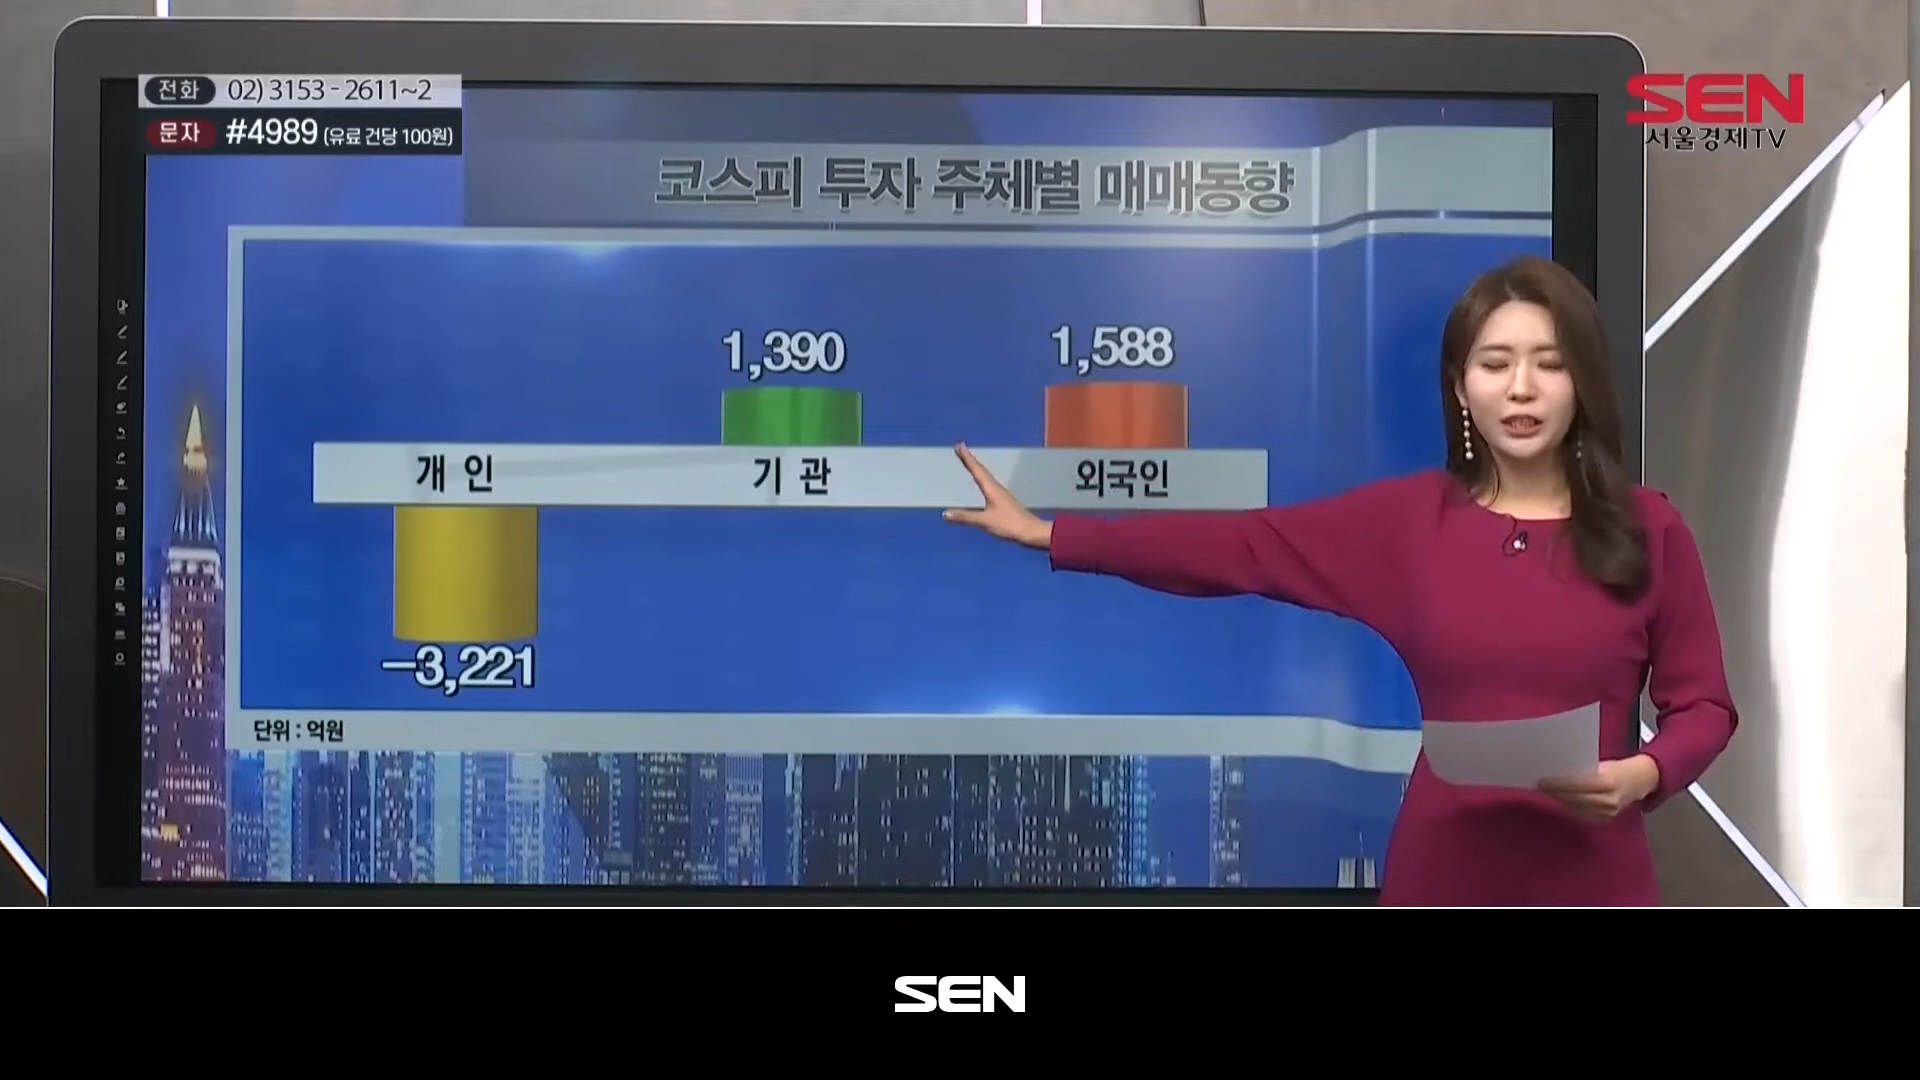 전화 02) 3153-2611~2
문자 #4989 (유료 건당 100원)
SEN
서울경제TV
코스피 투자 주체별 매매동향
1,390
1,588
개인
기관
외국인
-3,221
단위 : 억원
SEN